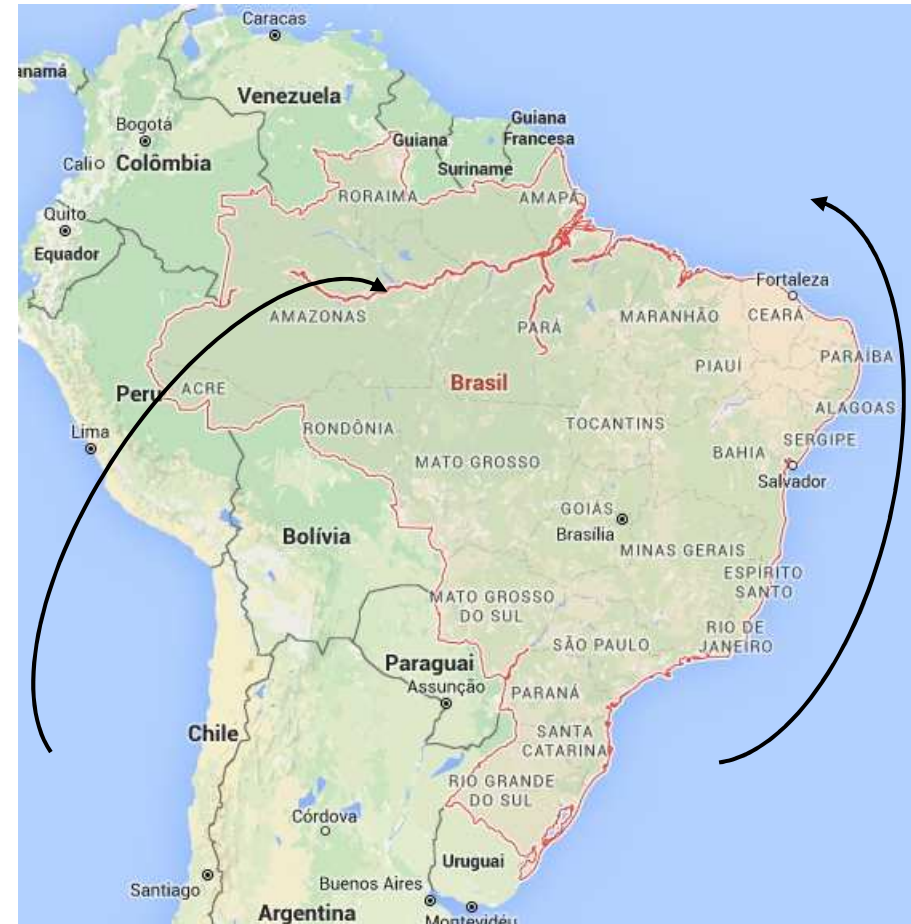 Caracas
anamá
Venezuela
Bogotá
Guiana
Francesa
Guiana
Cali
Colômbia
Suriname
RORAIMA
AMAPÁ
Quito
Equador
Fortaleza
AMAZONAS
PARÁ
MARANHÃO
CEARÁ
PIAUÍ
PARAÍBA
Peru
ACRE
Brasil
ALAGOAS
Lima
RONDÔNIA
TOCANTINS
SERGIPE
BAHIA
MATO GROSSO
Salvador
GOIÁS
Brasília
Bolívia
MINAS GERAIS
ESPÍRITO
SANTO
MATO GROSSO
DO SUL
RIO DE
JANEIRO
SÃO PAULO
Paraguai
Assunção
PARANÁ
Chile
SANTA
CATARINA
RIO GRANDE
DO SUL
Córdova
Uruguai
Santiago
Buenos Aires
Argentina
Montevidéu